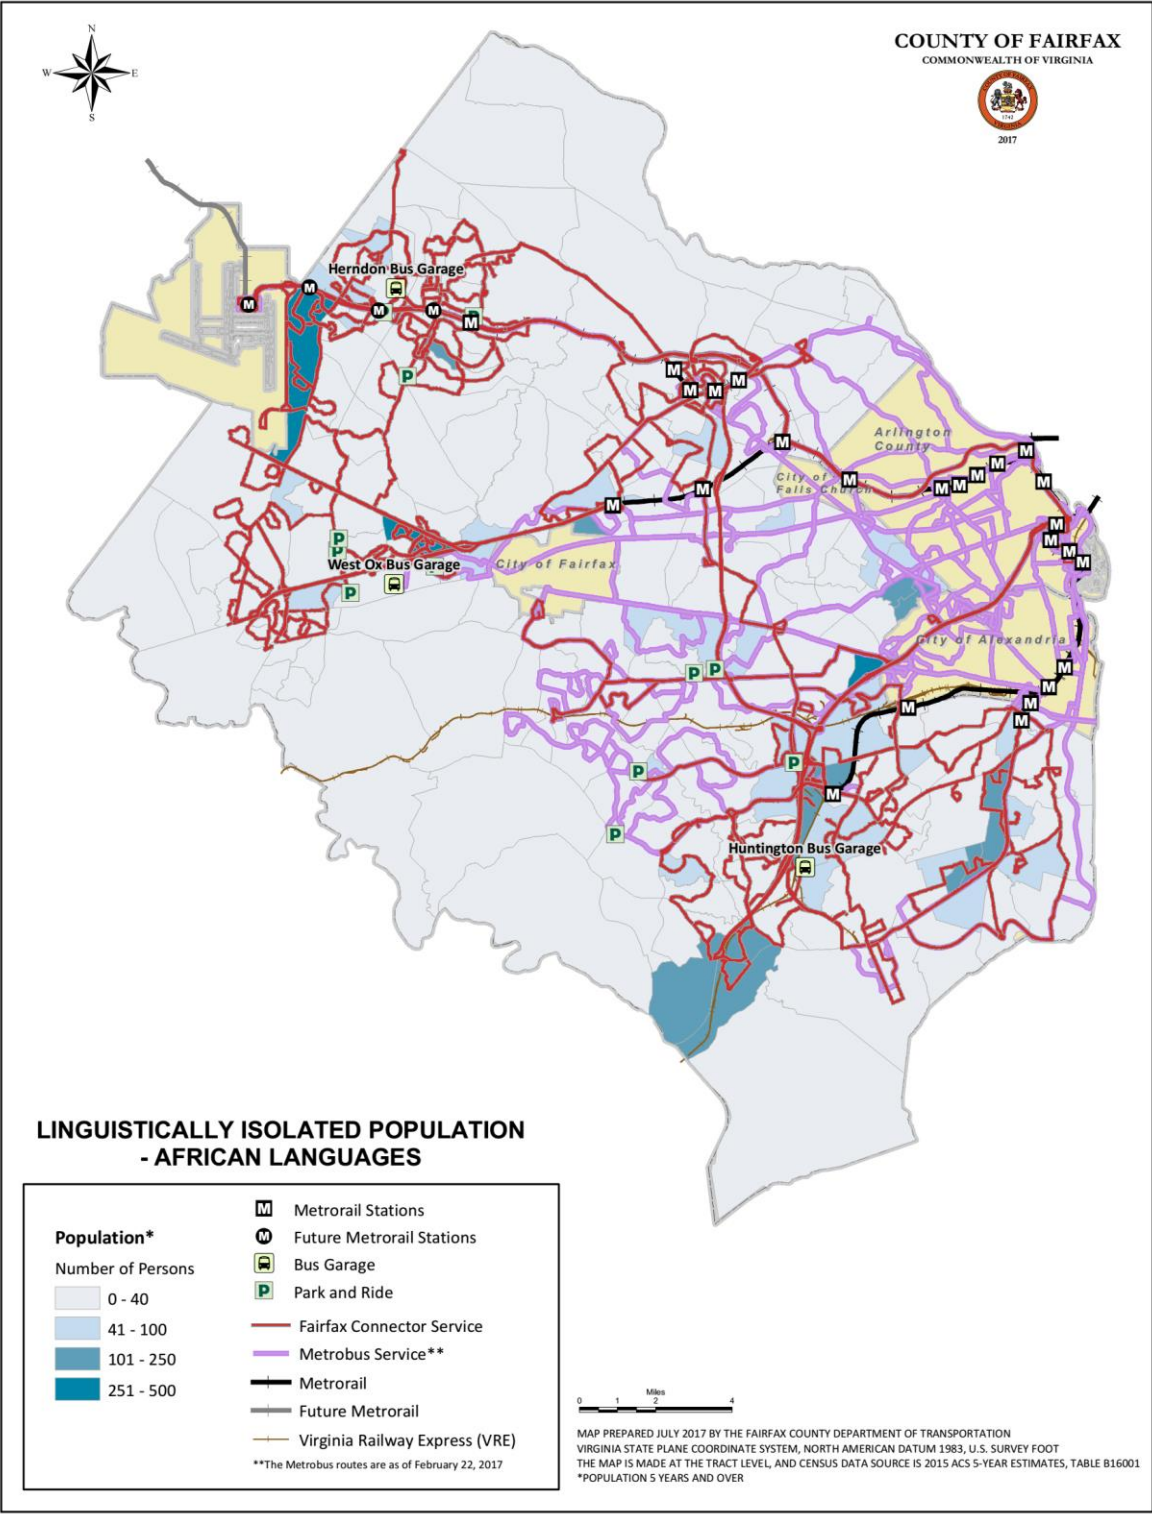 N
W
E
S
COUNTY OF FAIRFAX
COMMONWEALTH OF VIRGINIA
COUNTY OF FAIRFAX
1742
VIRGINIA
2017
Herndon Bus Garage
Arlington
County
City of
Falls Church
West Ox Bus Garage
City of Fairfax
City of Alexandria
Huntington Bus Garage
LINGUISTICALLY ISOLATED POPULATION
- AFRICAN LANGUAGES
Population*
Number of Persons
0 - 40
41 - 100
101 - 250
251 - 500
M Metrorail Stations
M Future Metrorail Stations
Bus Garage
P Park and Ride
Fairfax Connector Service
Metrobus Service**
Metrorail
Future Metrorail
Virginia Railway Express (VRE)
**The Metrobus routes are as of February 22, 2017
Miles
0 1 2 4
MAP PREPARED JULY 2017 BY THE FAIRFAX COUNTY DEPARTMENT OF TRANSPORTATION
VIRGINIA STATE PLANE COORDINATE SYSTEM, NORTH AMERICAN DATUM 1983, U.S. SURVEY FOOT
THE MAP IS MADE AT THE TRACT LEVEL, AND CENSUS DATA SOURCE IS 2015 ACS 5-YEAR ESTIMATES, TABLE B16001
*POPULATION 5 YEARS AND OVER